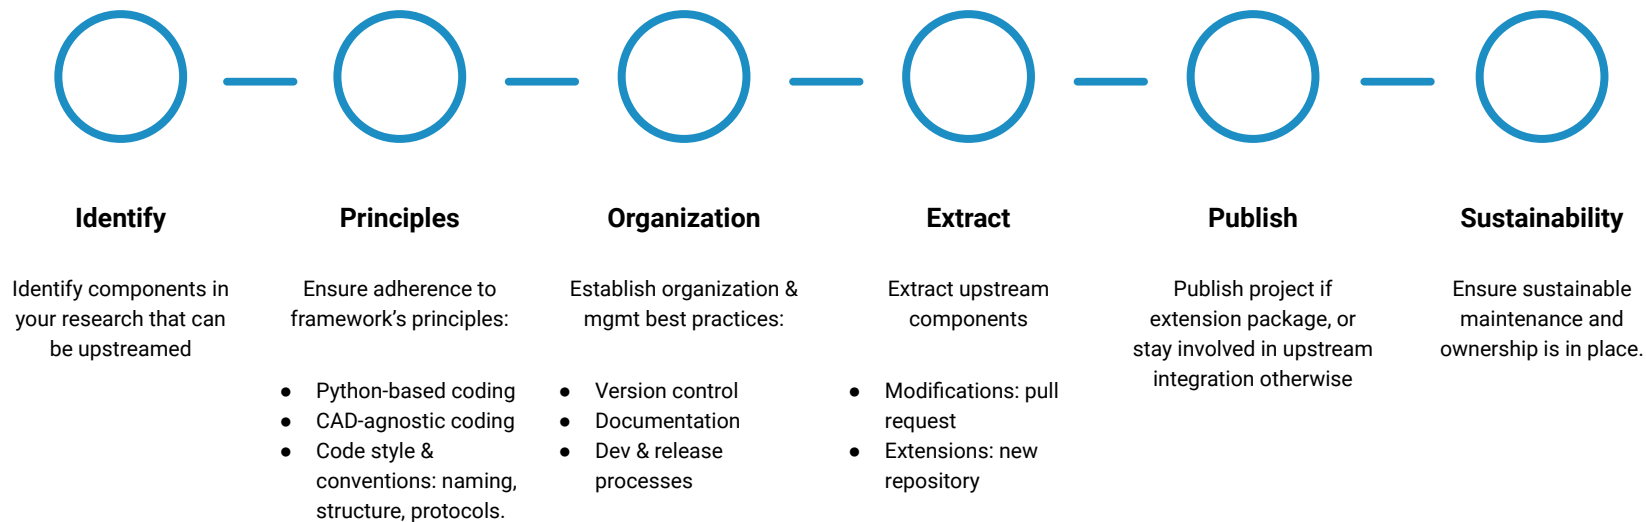 Identify
Identify components in
your research that can
be upstreamed
Principles
Ensure adherence to
framework’s principles:
● Python-based coding
● CAD-agnostic coding
● Code style &
conventions: naming,
structure, protocols.
Organization
Establish organization &
mgmt best practices:
● Version control
● Documentation
● Dev & release
processes
Extract
Extract upstream
components
● Modifications: pull
request
● Extensions: new
repository
Publish
Publish project if
extension package, or
stay involved in upstream
integration otherwise
Sustainability
Ensure sustainable
maintenance and
ownership is in place.